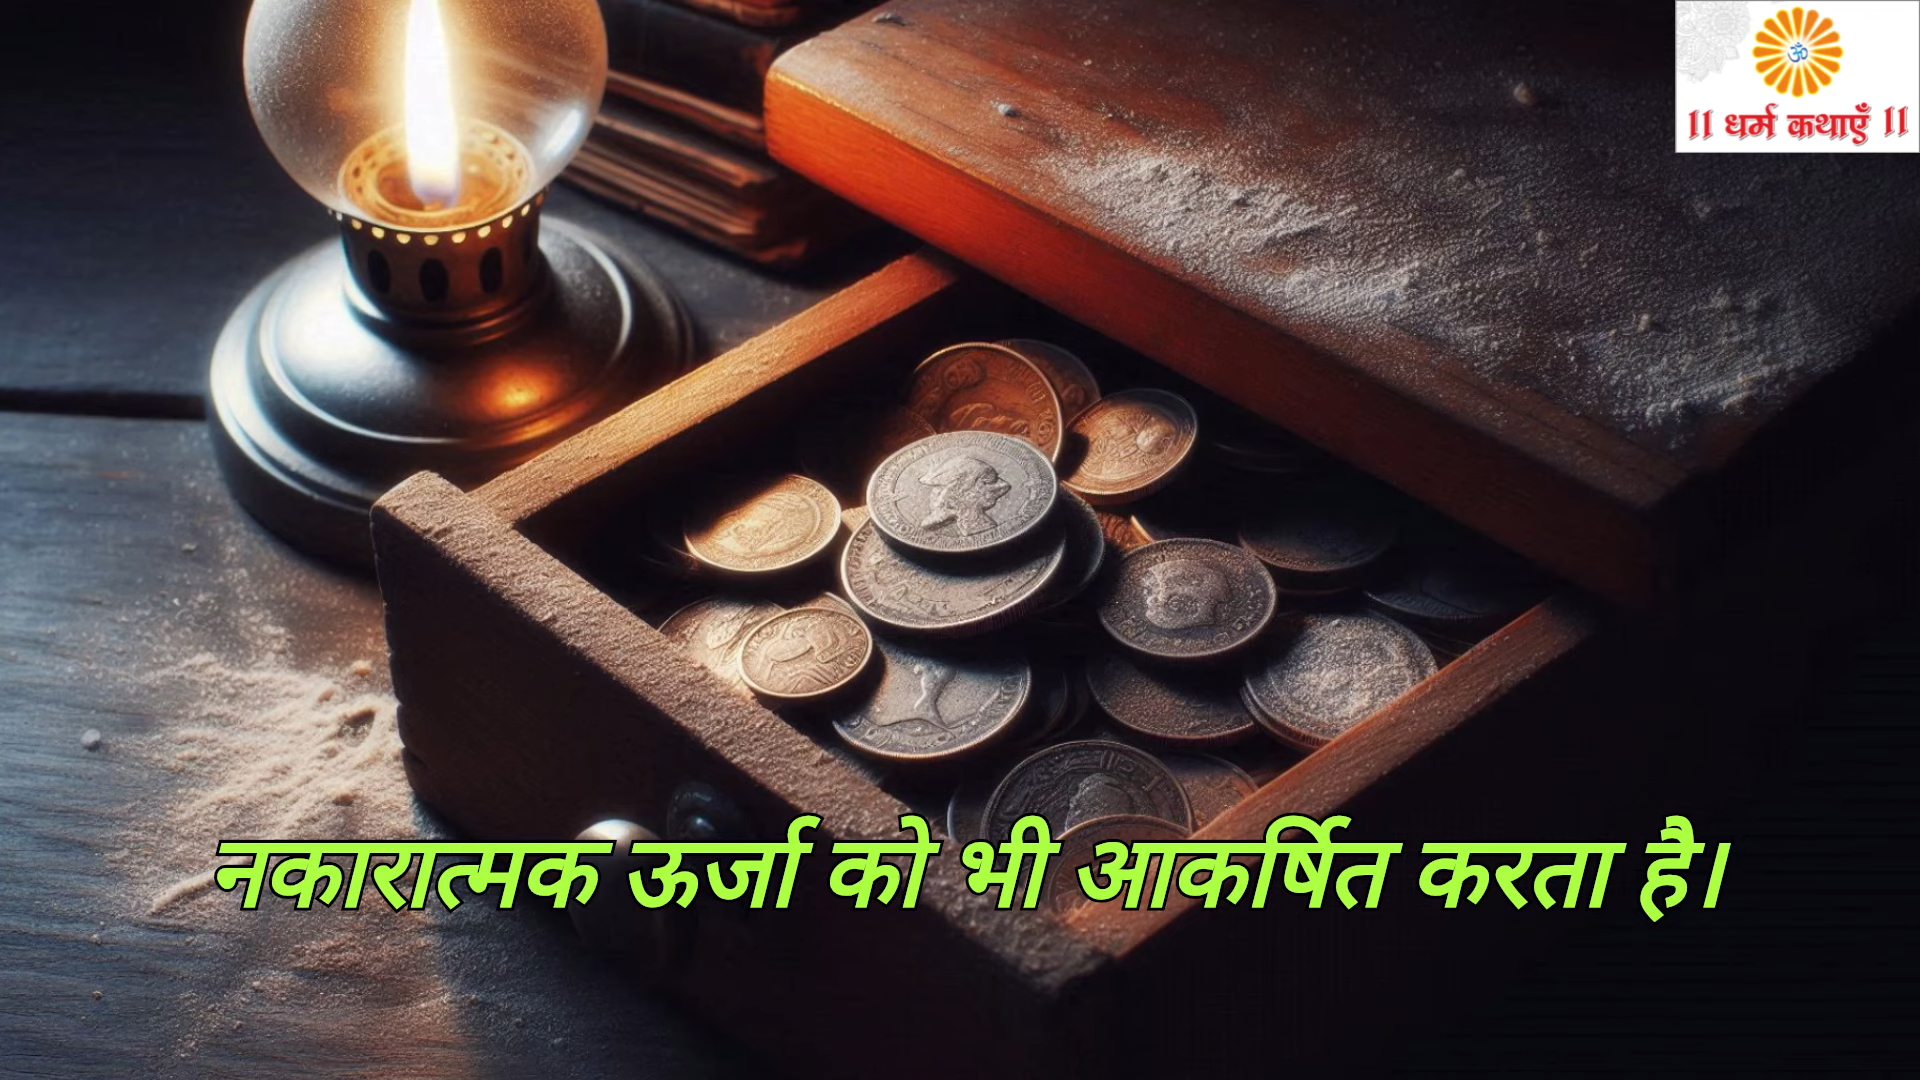 ।। धर्म कथाएँ ।।
नकारात्मक ऊर्जा को भी आकर्षित करता है।